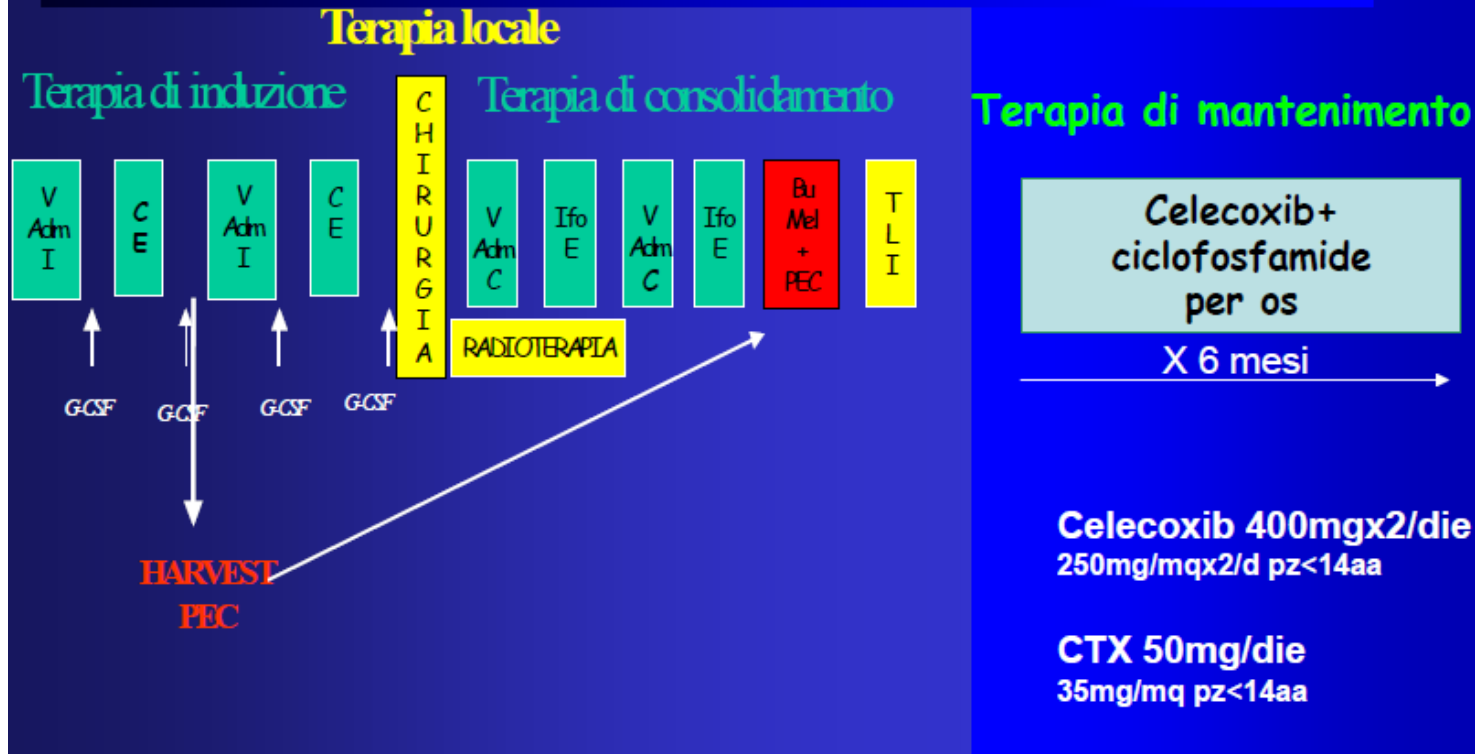 Terapia locale
Terapia di induzione
Terapia di consolidamento
Terapia di mantenimento
V
Adm
I
C
E
V
Adm
I
C
E
C
H
I
R
U
R
G
I
A
V
Adm
C
Ifo
E
V
Adm
C
Ifo
E
Bu
Mel
+
PEC
T
L
I
RADIOTERAPIA
G-CSF
G-CSF
G-CSF
G-CSF
HARVEST
PEC
Celecoxib+
ciclofosfamide
per os
X 6 mesi
Celecoxib 400mgx2/die
250mg/mqx2/d pz<14aa
CTX 50mg/die
35mg/mq pz<14aa